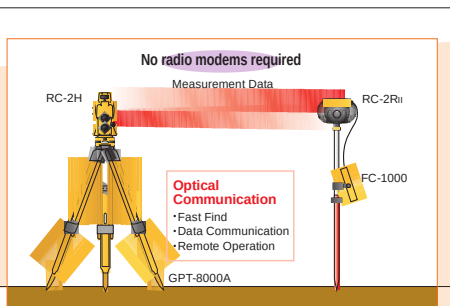 No radio modems required
Measurement Data
RC-2H
RC-2RII
FC-1000
Optical
Communication
·Fast Find
·Data Communication
·Remote Operation
GPT-8000A